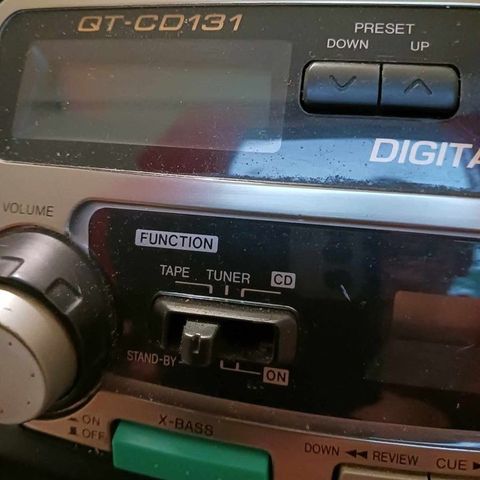 QT-CD131
PRESET
DOWN UP
DIGITA
VOLUME
FUNCTION
TAPE TUNER CD
STAND-BY
ON
ON
OFF
X-BASS
DOWN ◀◀ REVIEW CUE ▶